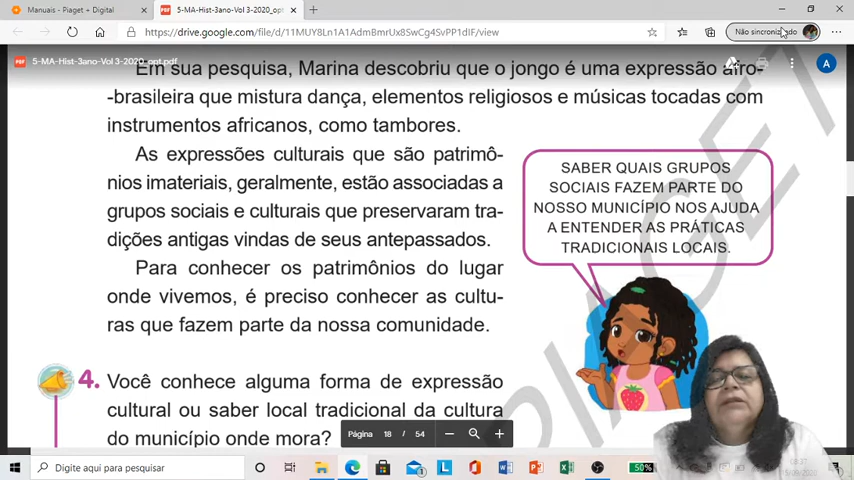 Manuais - Piaget + Digital
5-MA-Hist-3ano-Vol 3-2020_opt.p
https://drive.google.com/file/d/11MUY8Ln1A1AdmBmrUx8SwCg4SvPP1dIF/view
Não sincronizado
5-MA-Hist-3ano-Vol 3-2020_opt.pdf
A
Em sua pesquisa, Marina descobriu que o jongo é uma expressão afro-
-brasileira que mistura dança, elementos religiosos e músicas tocadas com
instrumentos africanos, como tambores.
As expressões culturais que são patrimô-
nios imateriais, geralmente, estão associadas a
grupos sociais e culturais que preservaram tra-
dições antigas vindas de seus antepassados.
Para conhecer os patrimônios do lugar
onde vivemos, é preciso conhecer as cultu-
ras que fazem parte da nossa comunidade.
SABER QUAIS GRUPOS
SOCIAIS FAZEM PARTE DO
NOSSO MUNICÍPIO NOS AJUDA
A ENTENDER AS PRÁTICAS
TRADICIONAIS LOCAIS.
4. Você conhece alguma forma de expressão
cultural ou saber local tradicional da cultura
do município onde mora?
PIAGET
Página 18 / 54
Digite aqui para pesquisar
50%
08:37